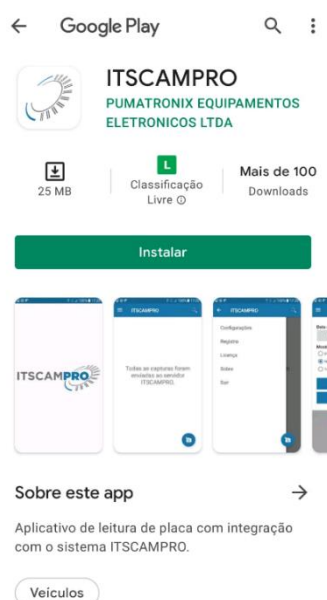 Google Play
ITSCAMPRO
PUMATRONIX EQUIPAMENTOS
ELETRONICOS LTDA
25 MB
L
Classificação
Livre
Mais de 100
Downloads
Instalar
ITSCAMPRO
ITSCAMPRO
Todas as capturas foram
enviadas ao servidor
ITSCAMPRO.
ITSCAMPRO
Configurações
Registro
Licença
Sobre
Sair
Sobre este app
Aplicativo de leitura de placa com integração
com o sistema ITSCAMPRO.
Veículos